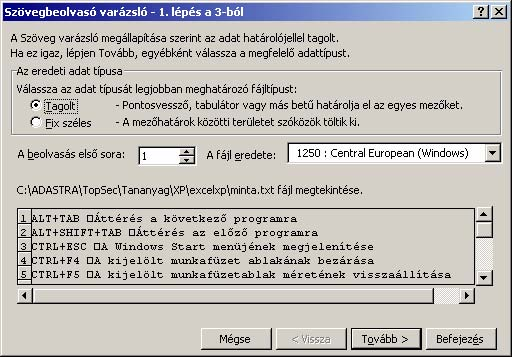 Szövegbeolvasó varázsló - 1. lépés a 3-ból
A Szöveg varázsló megállapítása szerint az adat határolójellel tagolt.
Ha ez igaz, lépjen Tovább, egyébként válassza a megfelelő adattípust.
Az eredeti adat típusa
Válassza az adat típusát legjobban meghatározó fájltípust:
Tagolt - Pontosvessző, tabulátor vagy más betű határolja el az egyes mezőket.
Fix széles - A mezőhatárok közötti területet szóközök töltik ki.
A beolvasás első sora: 1 A fájl eredete: 1250 : Central European (Windows)
C:\ADASTRA\TopSec\Tananyag\XP\excelxp\minta.txt fájl megtekintése.
1 ALT+TAB □Áttérés a következő programra
2 ALT+SHIFT+TAB □Áttérés az előző programra
3 CTRL+ESC □A Windows Start menüjének megjelenítése
4 CTRL+F4 □A kijelölt munkafüzet ablakának bezárása
5 CTRL+F5 □A kijelölt munkafüzetablak méretének visszaállítása
Mégse < Vissza Tovább > Befejezés